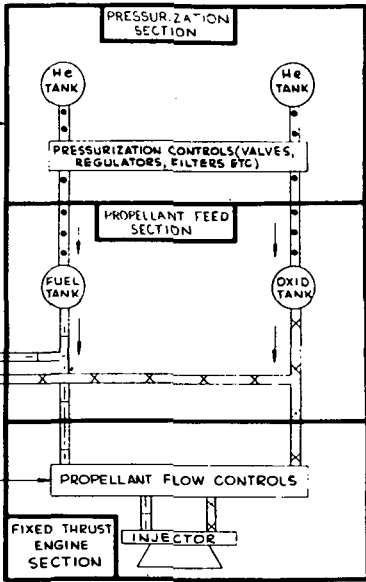 PRESSURIZATION
SECTION
He
TANK
He
TANK
PRESSURIZATION CONTROLS(VALVES,
REGULATORS, FILTERS ETC)
PROPELLANT FEED
SECTION
FUEL
TANK
OXID
TANK
PROPELLANT FLOW CONTROLS
INJECTOR
FIXED THRUST
ENGINE
SECTION